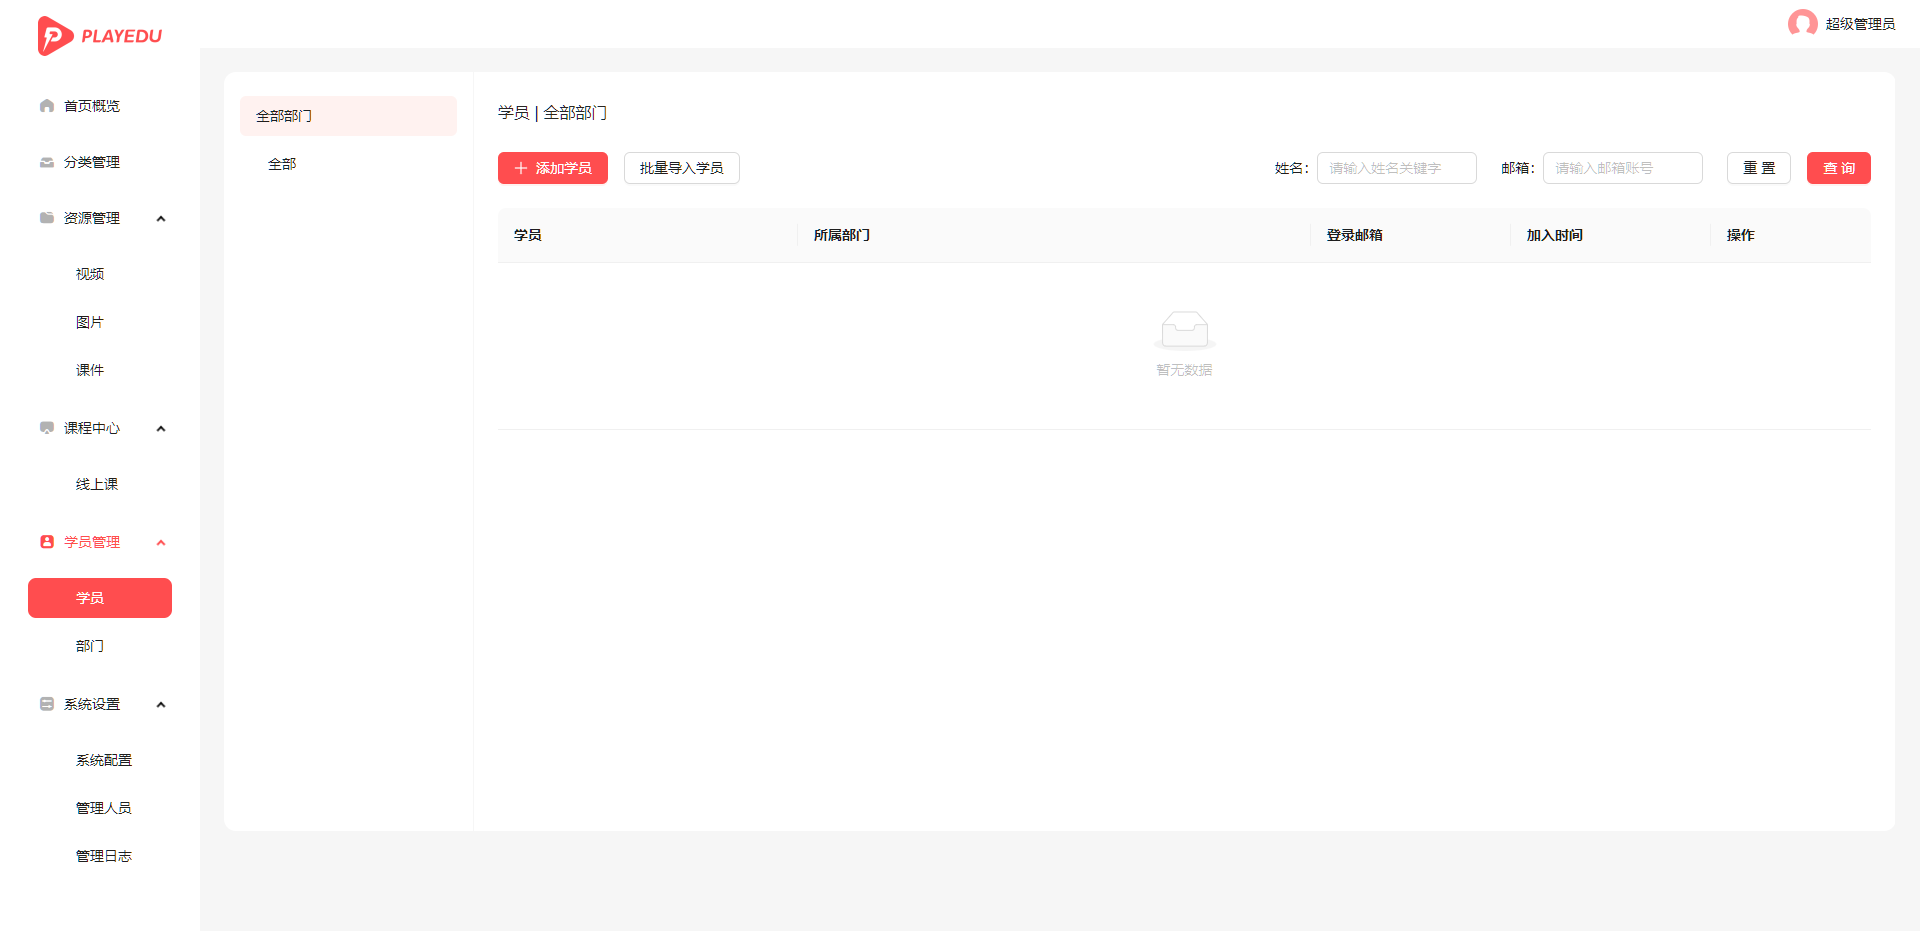 PLAYEDU
超级管理员
首页概览
分类管理
资源管理
视频
图片
课件
课程中心
线上课
学员管理
学员
部门
系统设置
系统配置
管理人员
管理日志
全部部门
全部
学员 | 全部部门
添加学员 批量导入学员 姓名： 请输入姓名关键字 邮箱： 请输入邮箱账号 重 置 查 询
学员 所属部门 登录邮箱 加入时间 操作
暂无数据